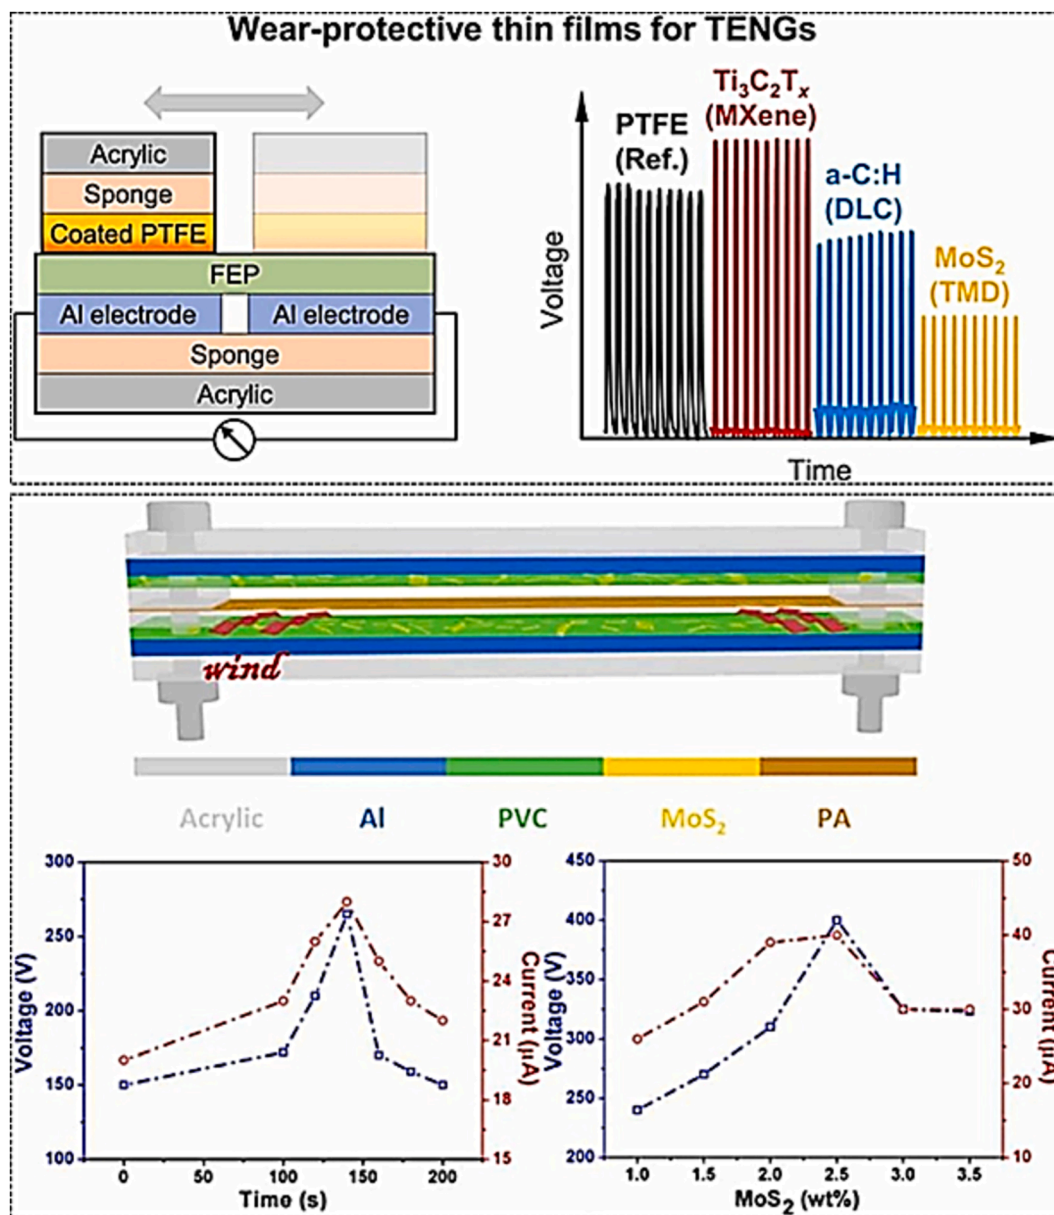 Wear-protective thin films for TENGs
Acrylic
Sponge
Coated PTFE
FEP
Al electrode Al electrode
Sponge
Acrylic
Voltage
PTFE
(Ref.)
Ti₃C₂Tₓ
(MXene)
a-C:H
(DLC)
MoS₂
(TMD)
Time
wind
Acrylic Al PVC MoS₂ PA
Voltage (V)
300
250
200
150
100
0 50 100 150 200
Time (s)
30
27
24
21
18
15
Current (μA)
Voltage (V)
450
400
350
300
250
200
1.0 1.5 2.0 2.5 3.0 3.5
MoS₂ (wt%)
50
40
30
20
10
Current (μA)